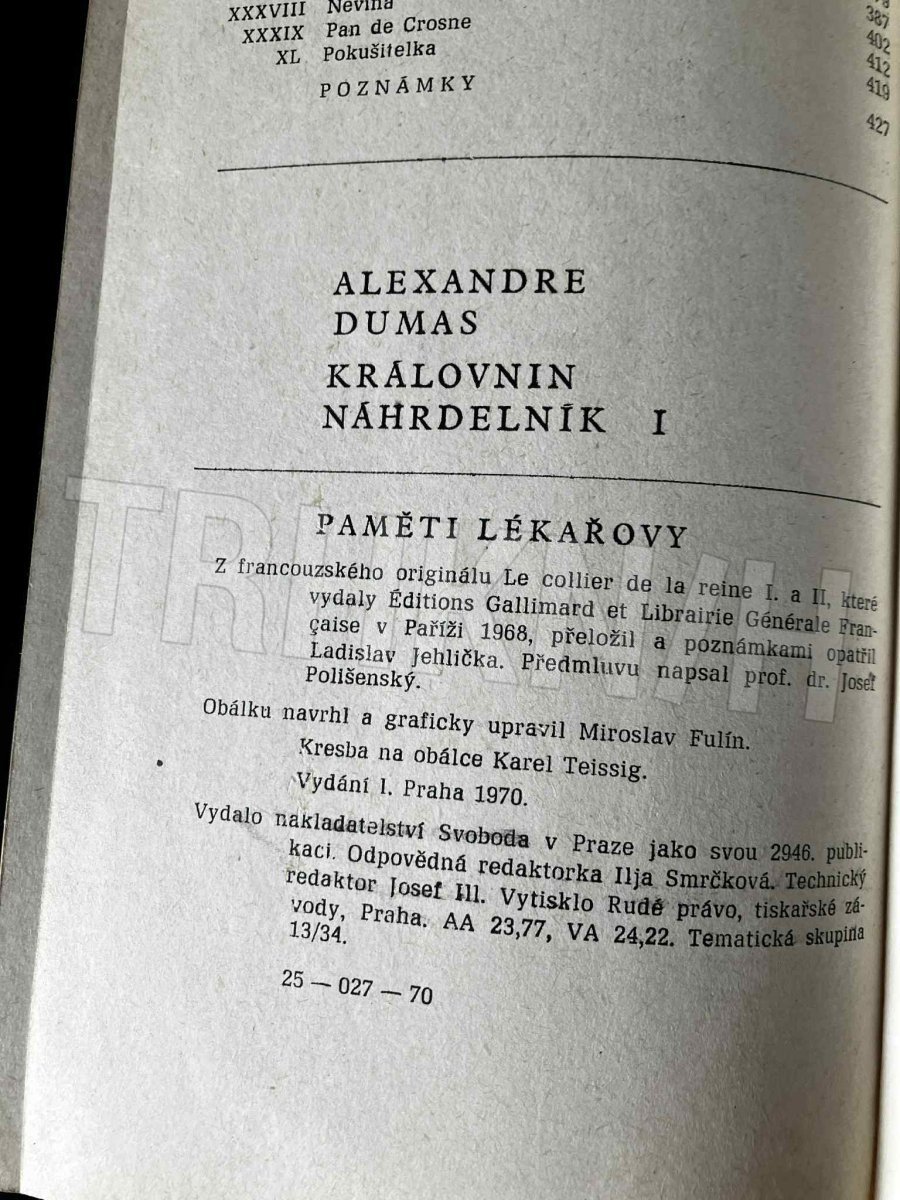 XXXVIII Nevina
XXXIX Pan de Crosne 387
XL Pokušitelka 402
412
POZNÁMKY 419
427
ALEXANDRE
DUMAS
KRÁLOVNIN
NÁHRDELNÍK I
PAMĚTI LÉKAŘOVY
Z francouzského originálu Le collier de la reine I. a II, které
vydaly Éditions Gallimard et Librairie Générale Fran-
çaise v Paříži 1968, přeložil a poznámkami opatřil
Ladislav Jehlička. Předmluvu napsal prof. dr. Josef
Polišenský.
Obálku navrhl a graficky upravil Miroslav Fulín.
Kresba na obálce Karel Teissig.
Vydání I. Praha 1970.
Vydalo nakladatelství Svoboda v Praze jako svou 2946. publi-
kaci. Odpovědná redaktorka Ilja Smrčková. Technický
redaktor Josef Ill. Vytisklo Rudé právo, tiskařské zá-
vody, Praha. AA 23,77, VA 24,22. Tematická skupina
13/34.
25 — 027 — 70